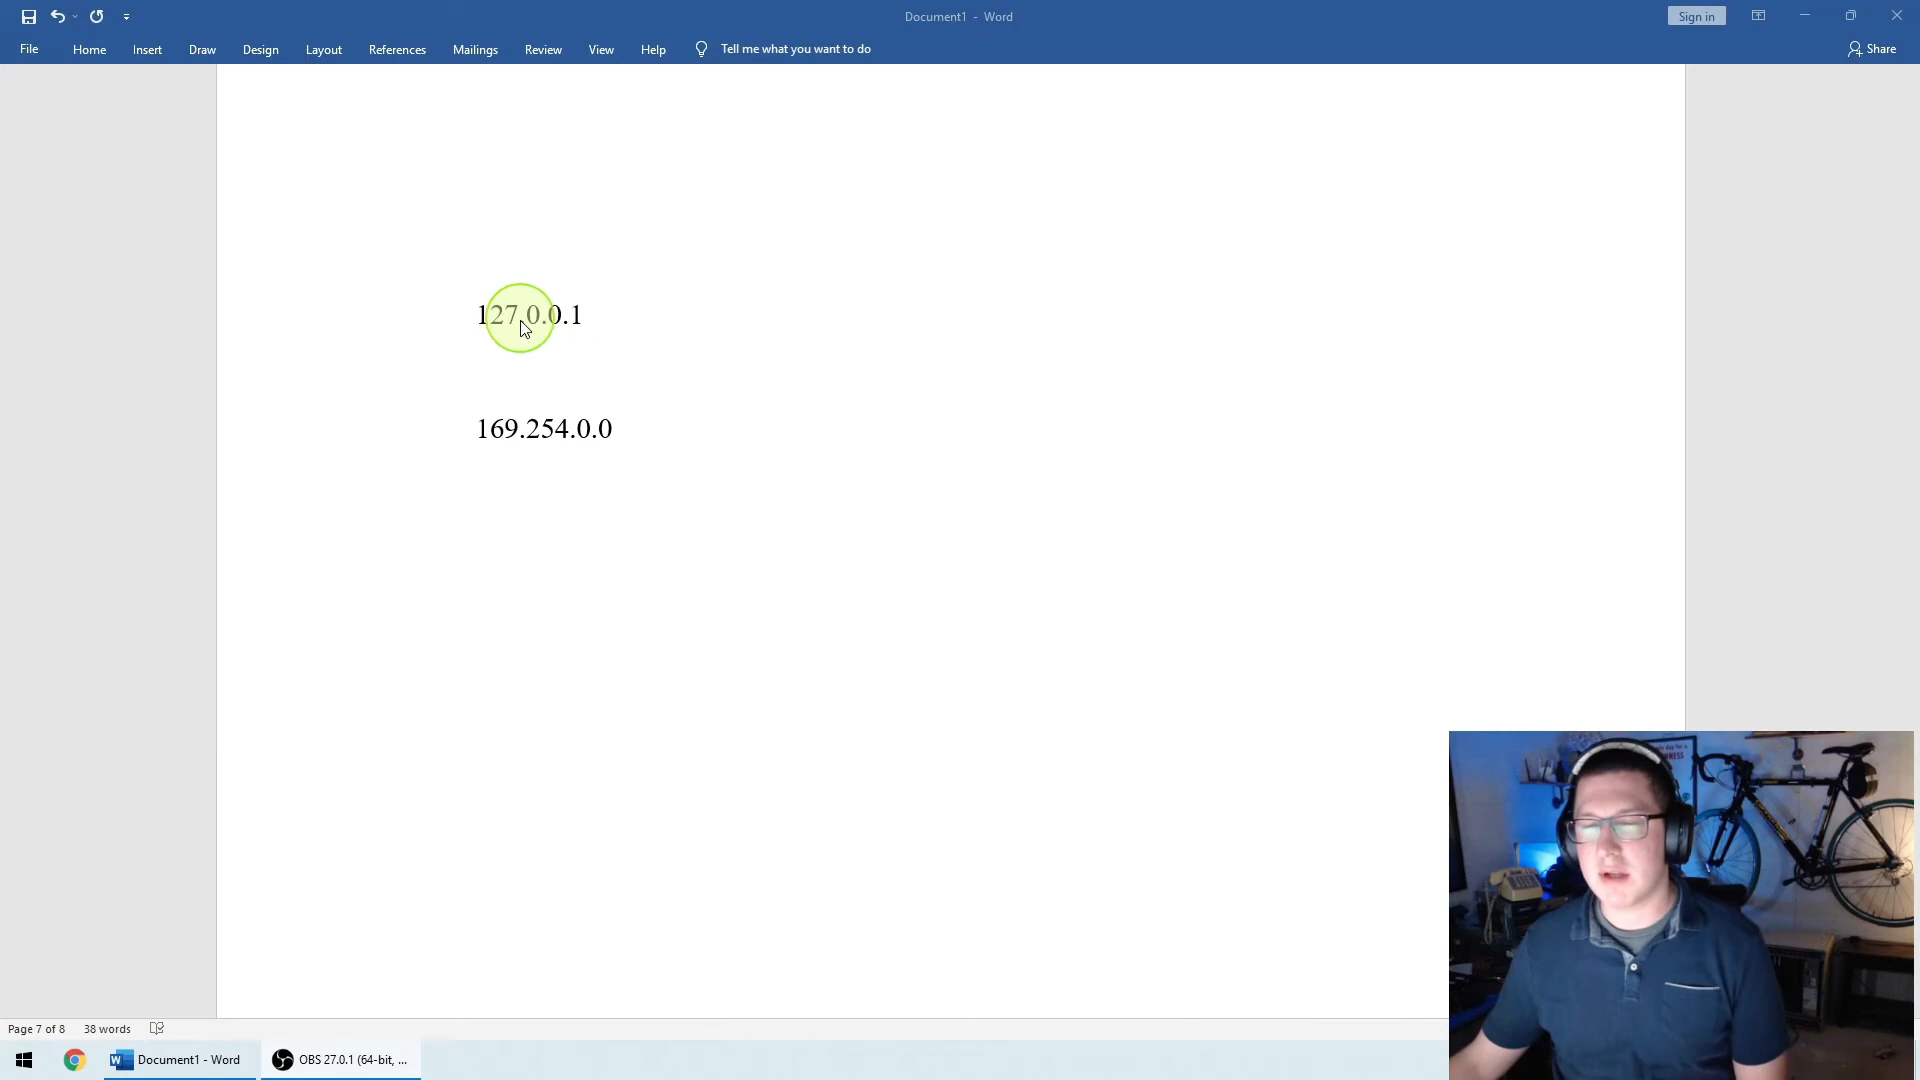 Document1 - Word
Sign in
File Home Insert Draw Design Layout References Mailings Review View Help Tell me what you want to do
Share
127.0.0.1
169.254.0.0
Page 7 of 8 38 words
Document1 - Word
OBS 27.0.1 (64-bit, ...